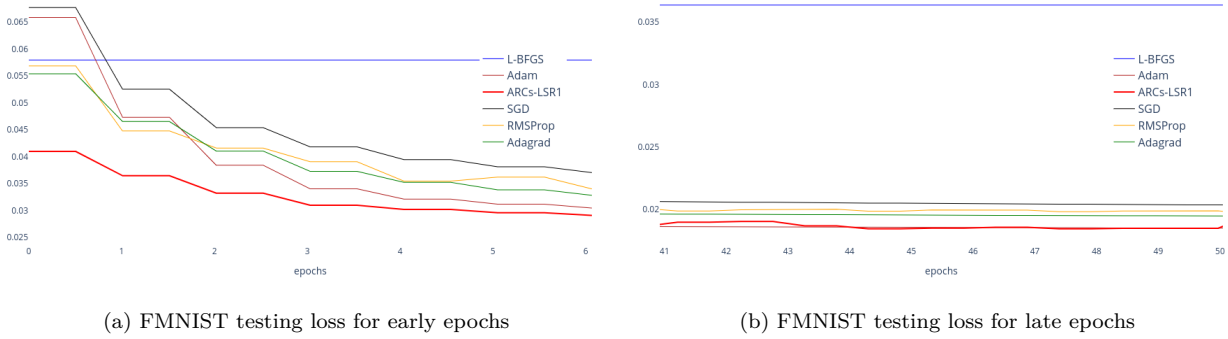 0.065
0.06
0.055
0.05
0.045
0.04
0.035
0.03
0.025
0 1 2 3 4 5 6
epochs
L-BFGS
Adam
ARCs-LSR1
SGD
RMSProp
Adagrad
(a) FMNIST testing loss for early epochs
0.035
0.03
0.025
0.02
41 42 43 44 45 46 47 48 49 50
epochs
L-BFGS
Adam
ARCs-LSR1
SGD
RMSProp
Adagrad
(b) FMNIST testing loss for late epochs